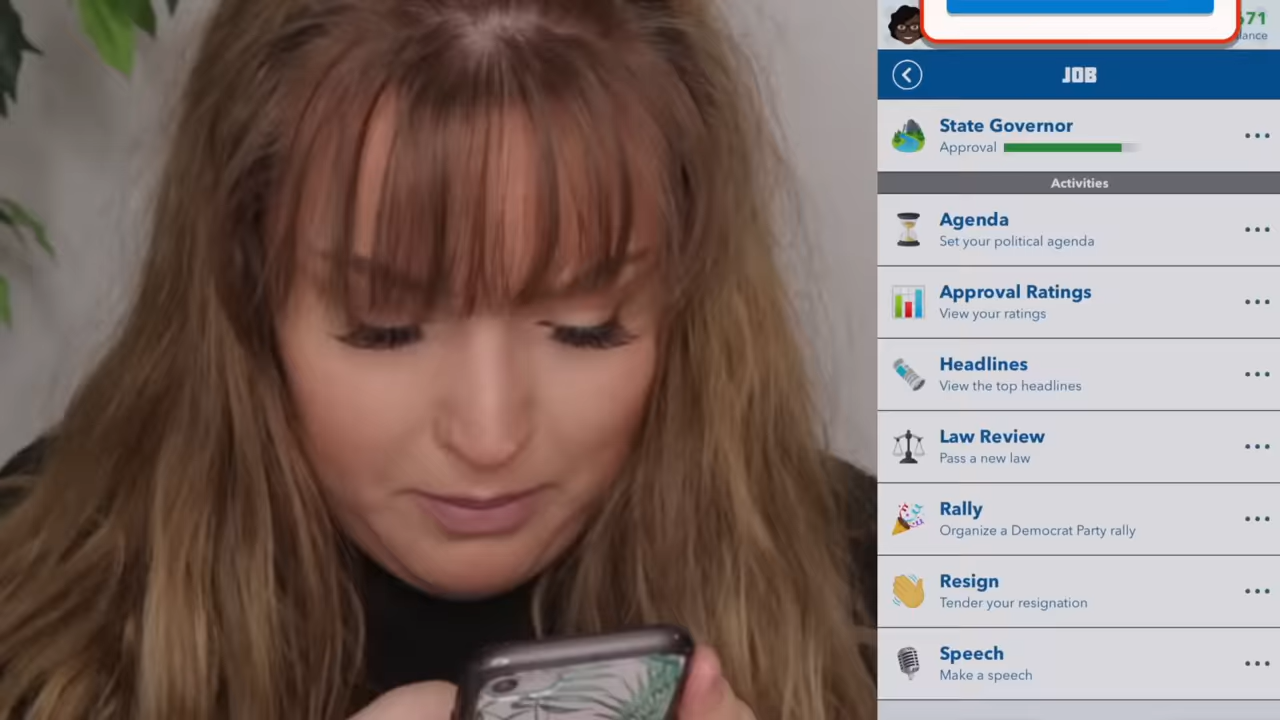 JOB
State Governor
Approval
Activities
Agenda
Set your political agenda
Approval Ratings
View your ratings
Headlines
View the top headlines
Law Review
Pass a new law
Rally
Organize a Democrat Party rally
Resign
Tender your resignation
Speech
Make a speech